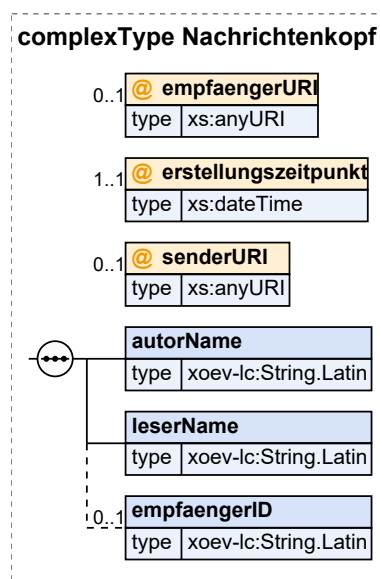 complexType Nachrichtenkopf
0..1 @ empfaengerURI
type xs:anyURI
1..1 @ erstellungszeitpunkt
type xs:dateTime
0..1 @ senderURI
type xs:anyURI
autorName
type xoev-lc:String.Latin
leserName
type xoev-lc:String.Latin
0..1 empfaengerID
type xoev-lc:String.Latin